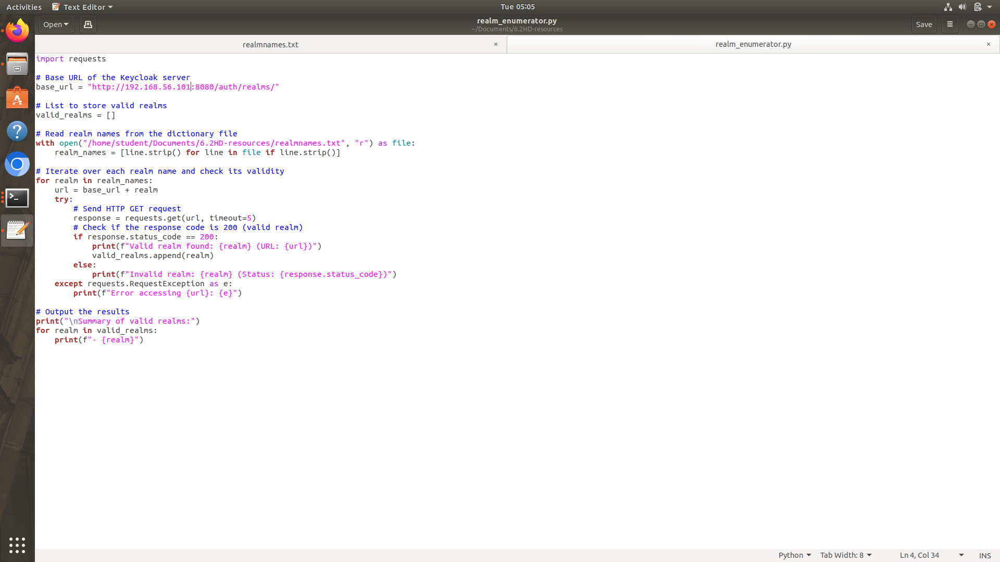 Activities
Text Editor
Tue 05:05
Open
realm_enumerator.py
~/Documents/6.2HD-resources
Save
realmnames.txt
realm_enumerator.py
import requests
# Base URL of the Keycloak server
base_url = "http://192.168.56.101:8080/auth/realms/"
# List to store valid realms
valid_realms = []
# Read realm names from the dictionary file
with open("/home/student/Documents/6.2HD-resources/realmnames.txt", "r") as file:
    realm_names = [line.strip() for line in file if line.strip()]
# Iterate over each realm name and check its validity
for realm in realm_names:
    url = base_url + realm
    try:
        # Send HTTP GET request
        response = requests.get(url, timeout=5)
        # Check if the response code is 200 (valid realm)
        if response.status_code == 200:
            print(f"Valid realm found: {realm} (URL: {url})")
            valid_realms.append(realm)
        else:
            print(f"Invalid realm: {realm} (Status: {response.status_code})")
    except requests.RequestException as e:
        print(f"Error accessing {url}: {e}")
# Output the results
print("\nSummary of valid realms:")
for realm in valid_realms:
    print(f"- {realm}")
Python
Tab Width: 8
Ln 4, Col 34
INS